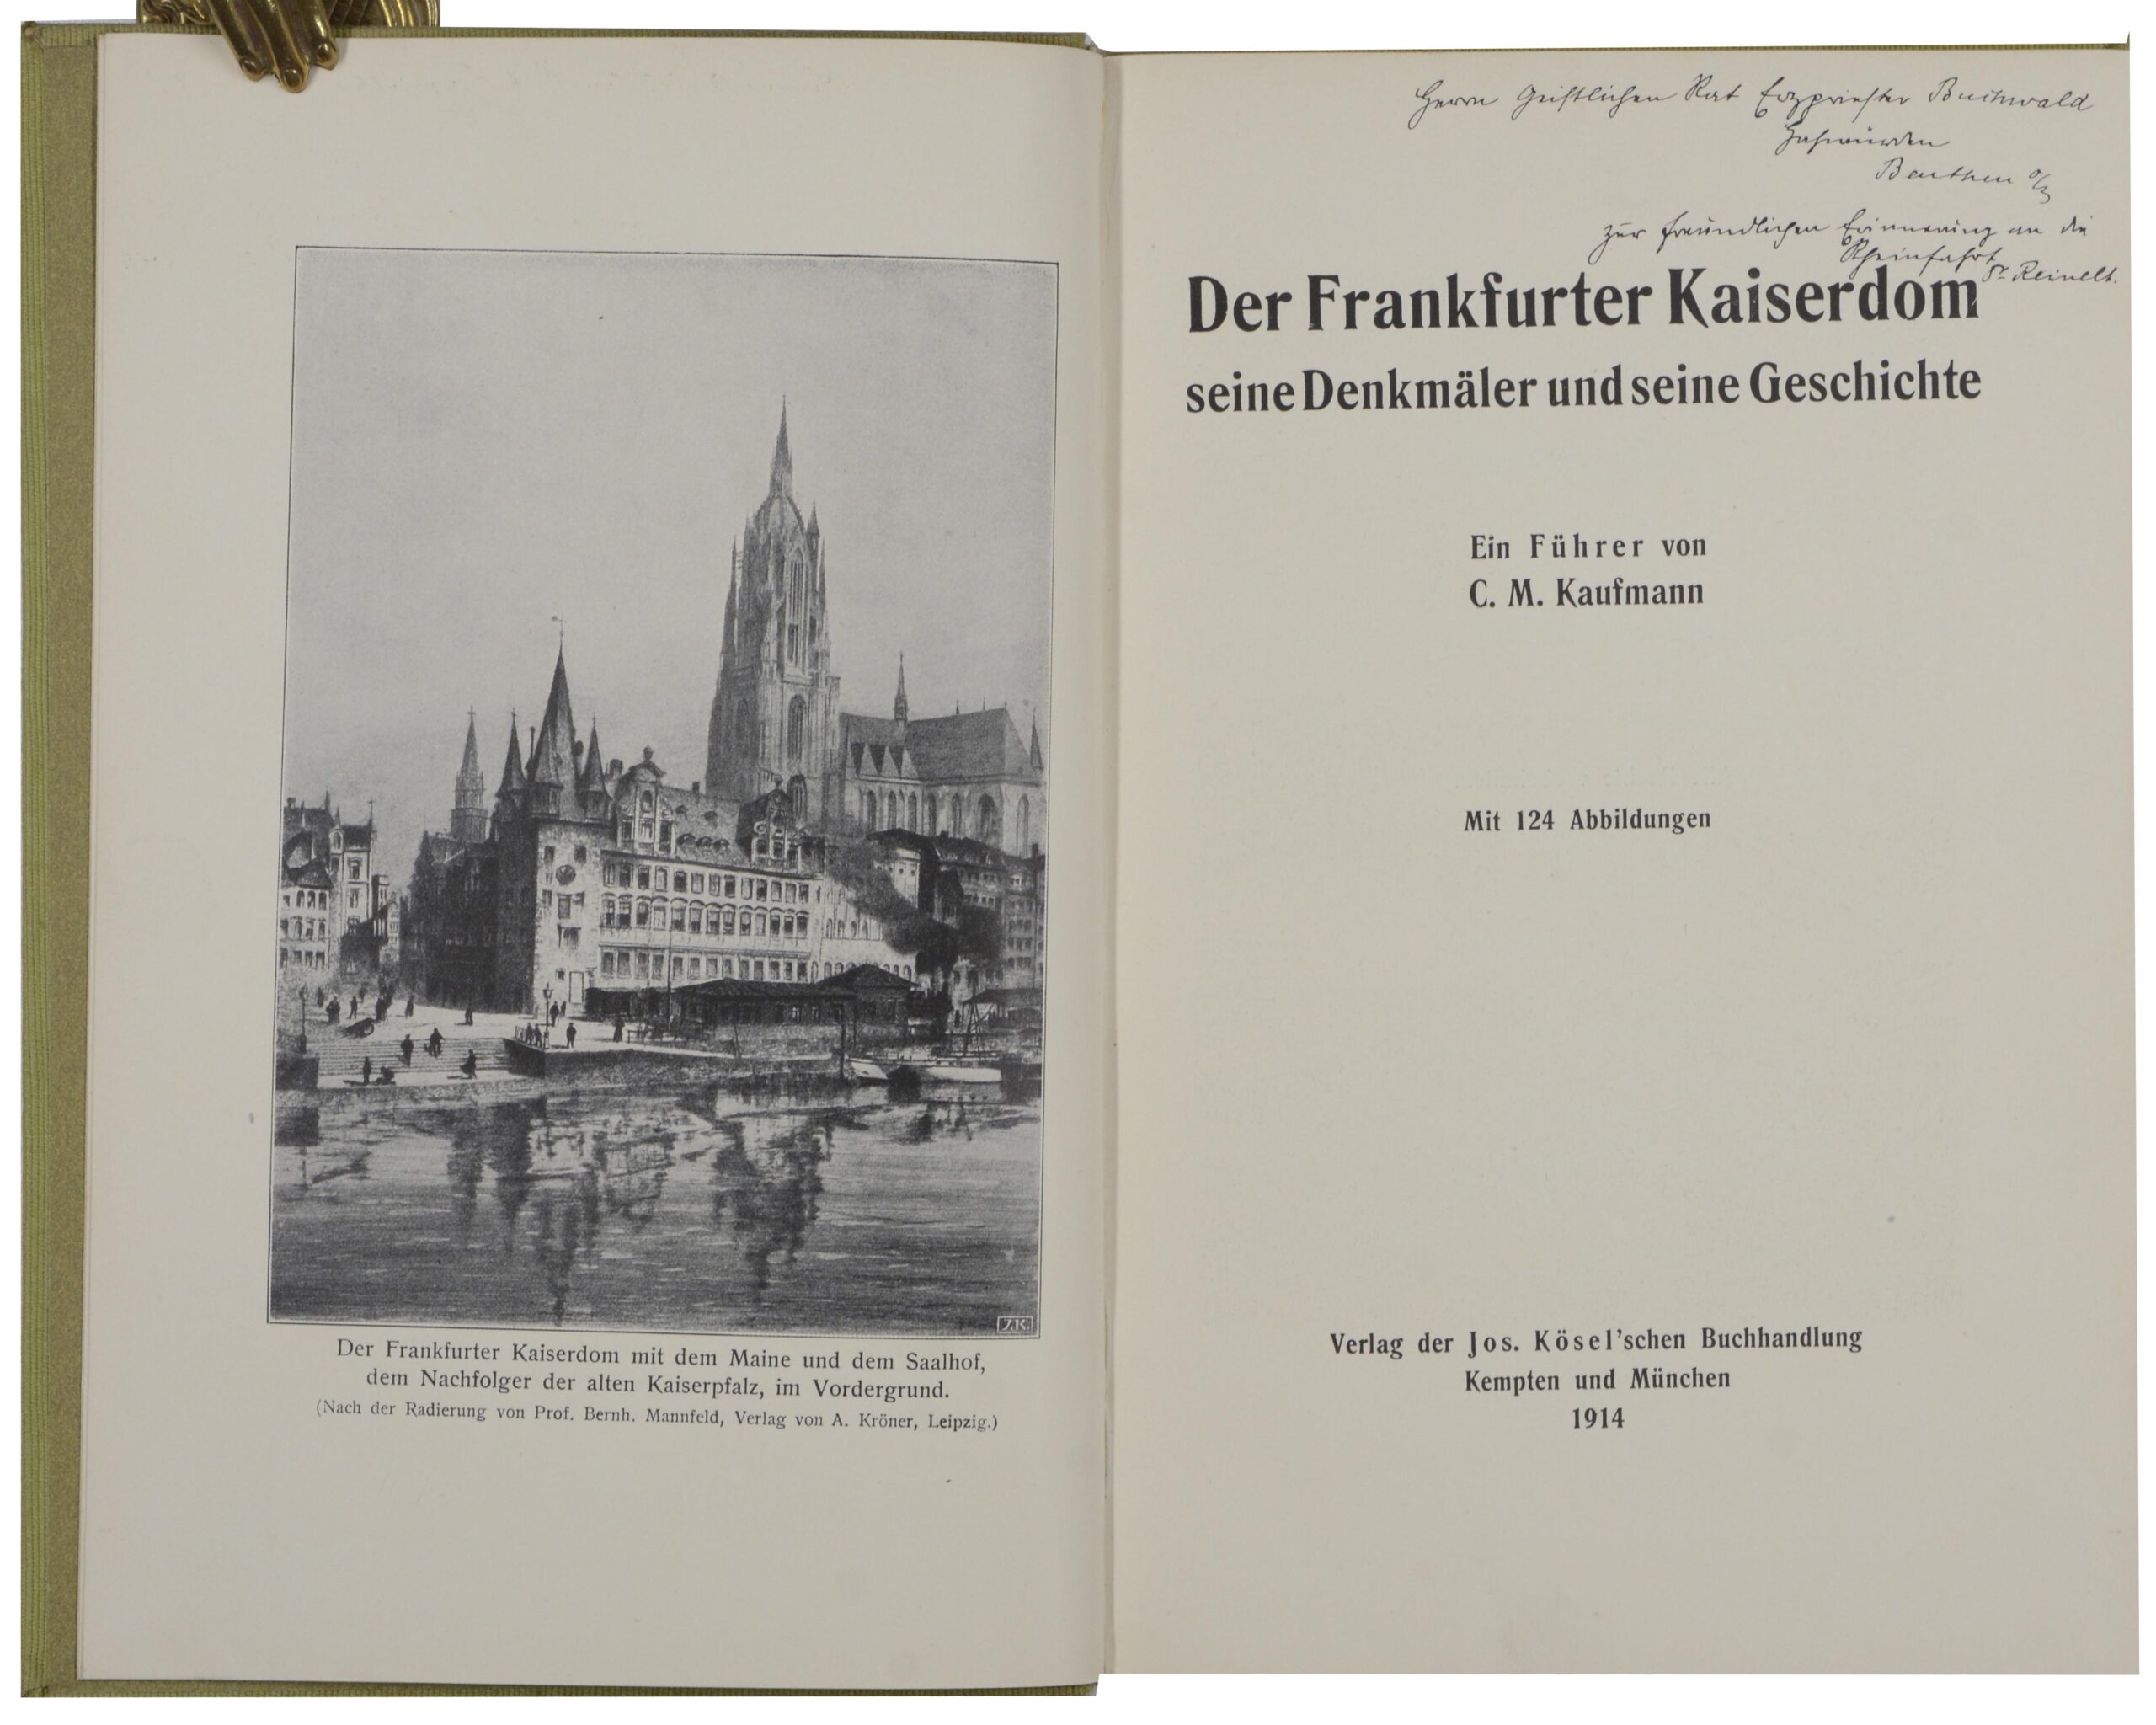 Der Frankfurter Kaiserdom mit dem Maine und dem Saalhof,
dem Nachfolger der alten Kaiserpfalz, im Vordergrund.
(Nach der Radierung von Prof. Bernh. Mannfeld, Verlag von A. Kröner, Leipzig.)
Herrn Geistlichen Rat Erzpriester Buchwald
Hochwürden
Beuthen
zur freundlichen Erinnerung an die
Rheinfahrt
Reinelt.
Der Frankfurter Kaiserdom
seine Denkmäler und seine Geschichte
Ein Führer von
C. M. Kaufmann
Mit 124 Abbildungen
Verlag der Jos. Kösel'schen Buchhandlung
Kempten und München
1914